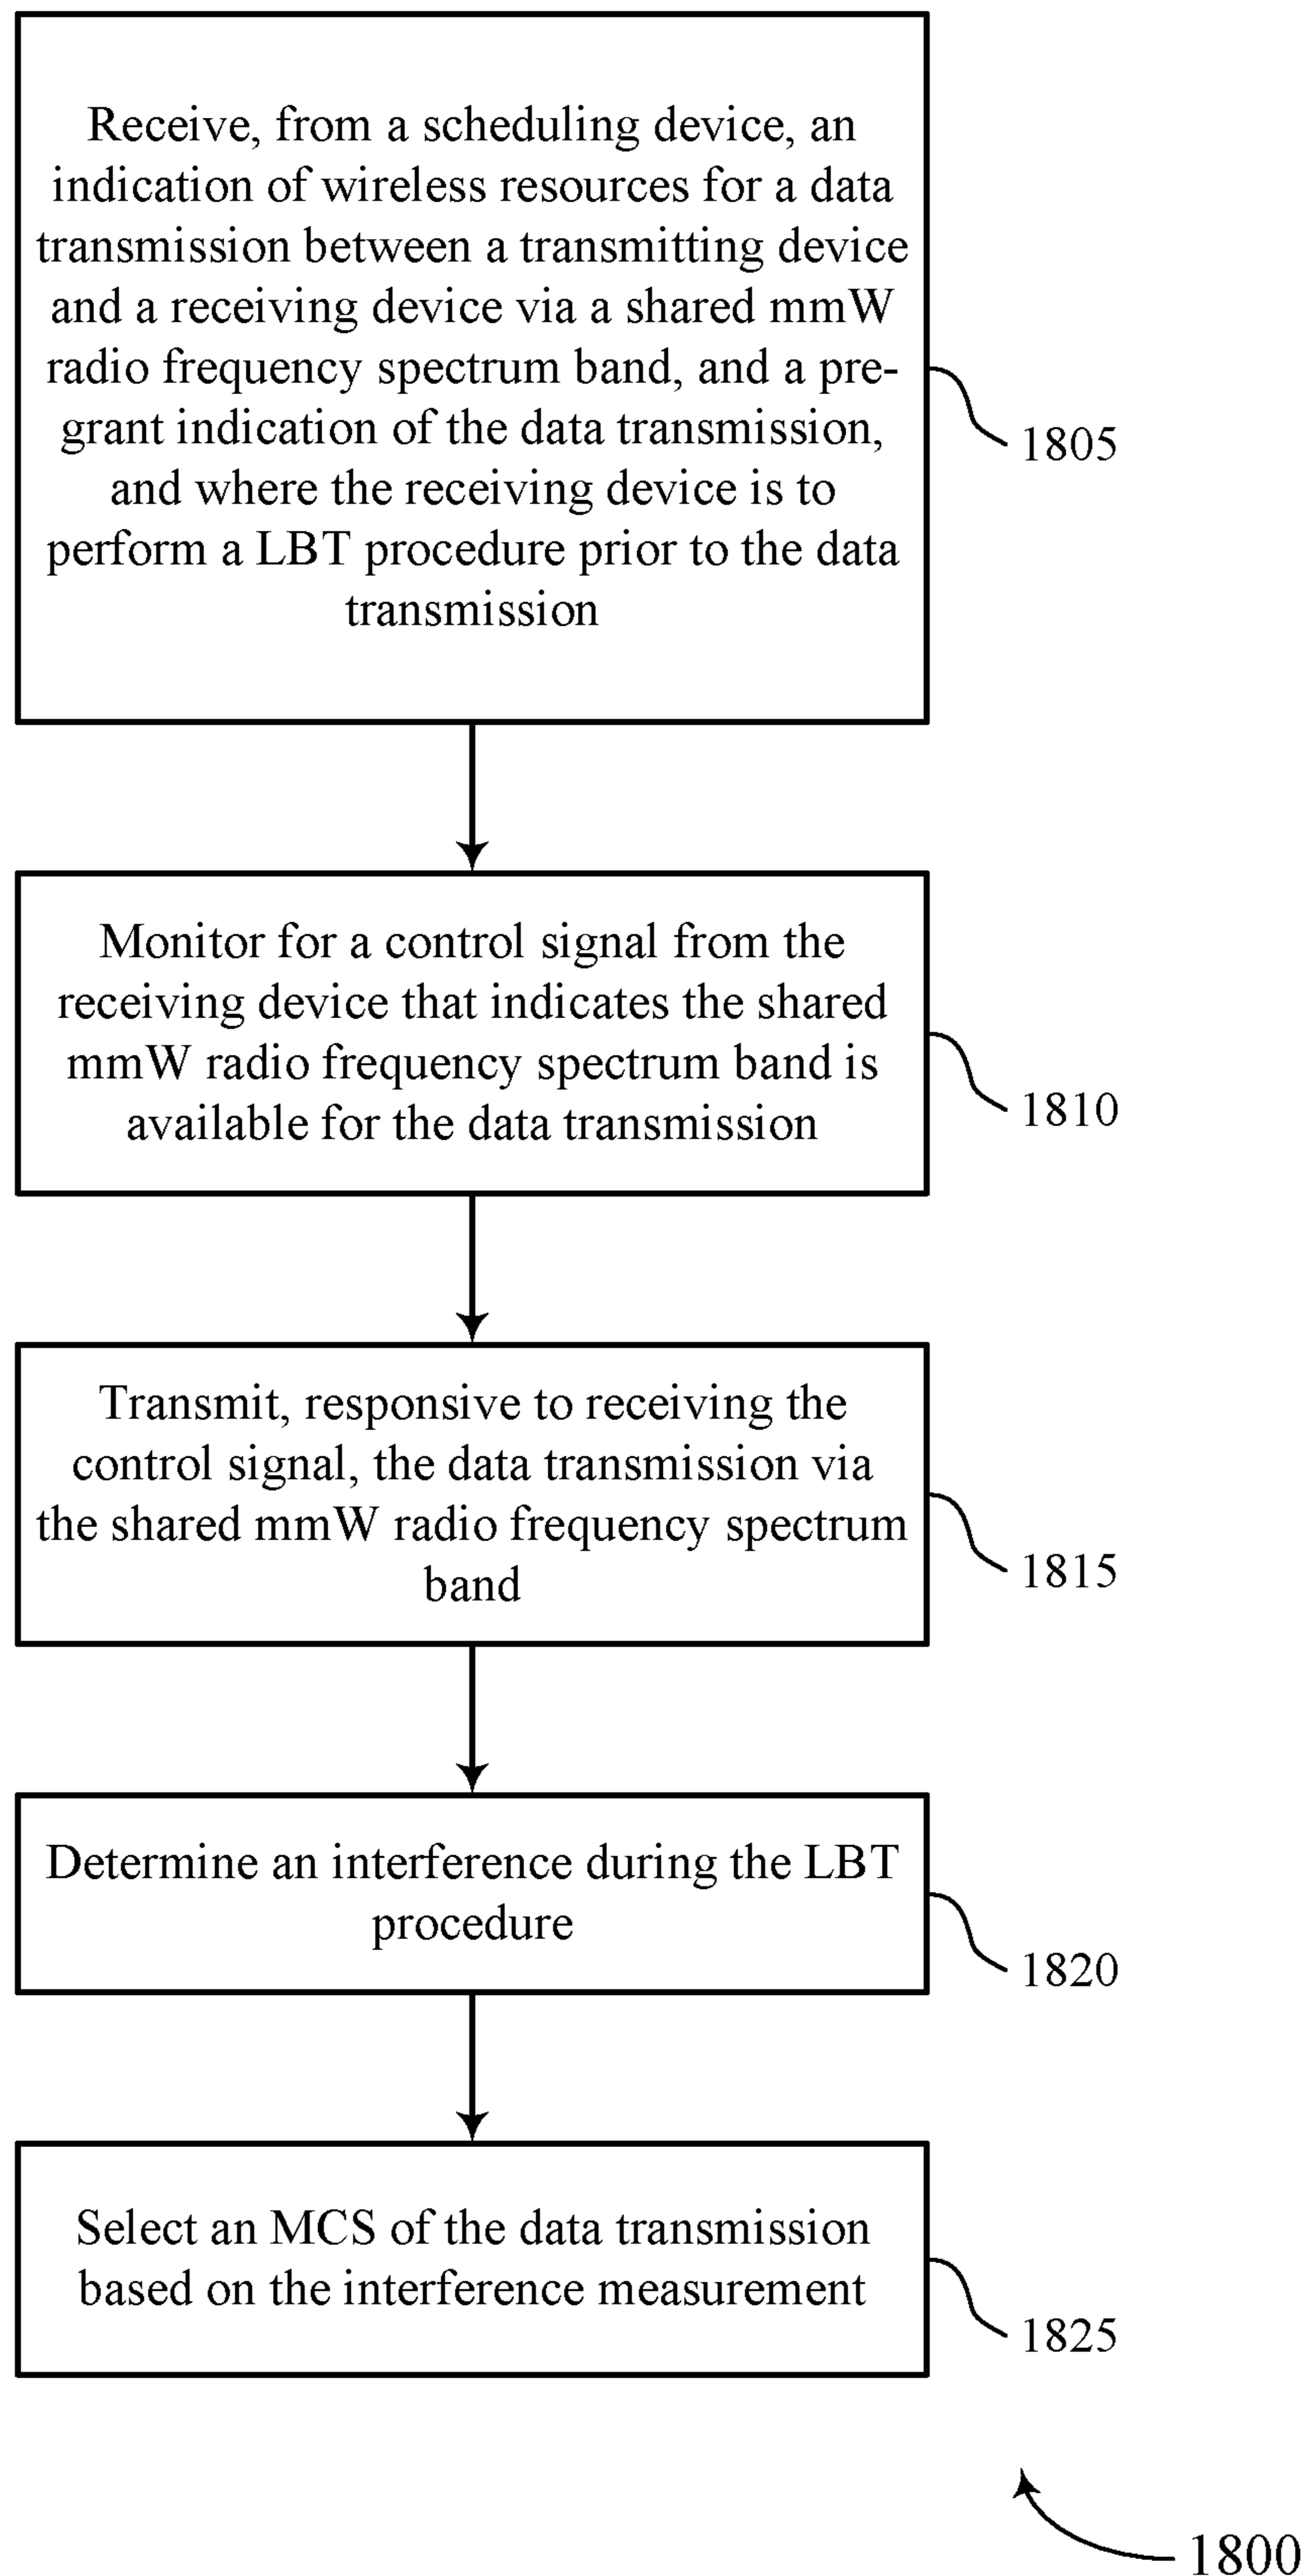 Receive, from a scheduling device, an
indication of wireless resources for a data
transmission between a transmitting device
and a receiving device via a shared mmW
radio frequency spectrum band, and a pre-
grant indication of the data transmission,
and where the receiving device is to
perform a LBT procedure prior to the data
transmission
1805
Monitor for a control signal from the
receiving device that indicates the shared
mmW radio frequency spectrum band is
available for the data transmission
1810
Transmit, responsive to receiving the
control signal, the data transmission via
the shared mmW radio frequency spectrum
band
1815
Determine an interference during the LBT
procedure
1820
Select an MCS of the data transmission
based on the interference measurement
1825
1800